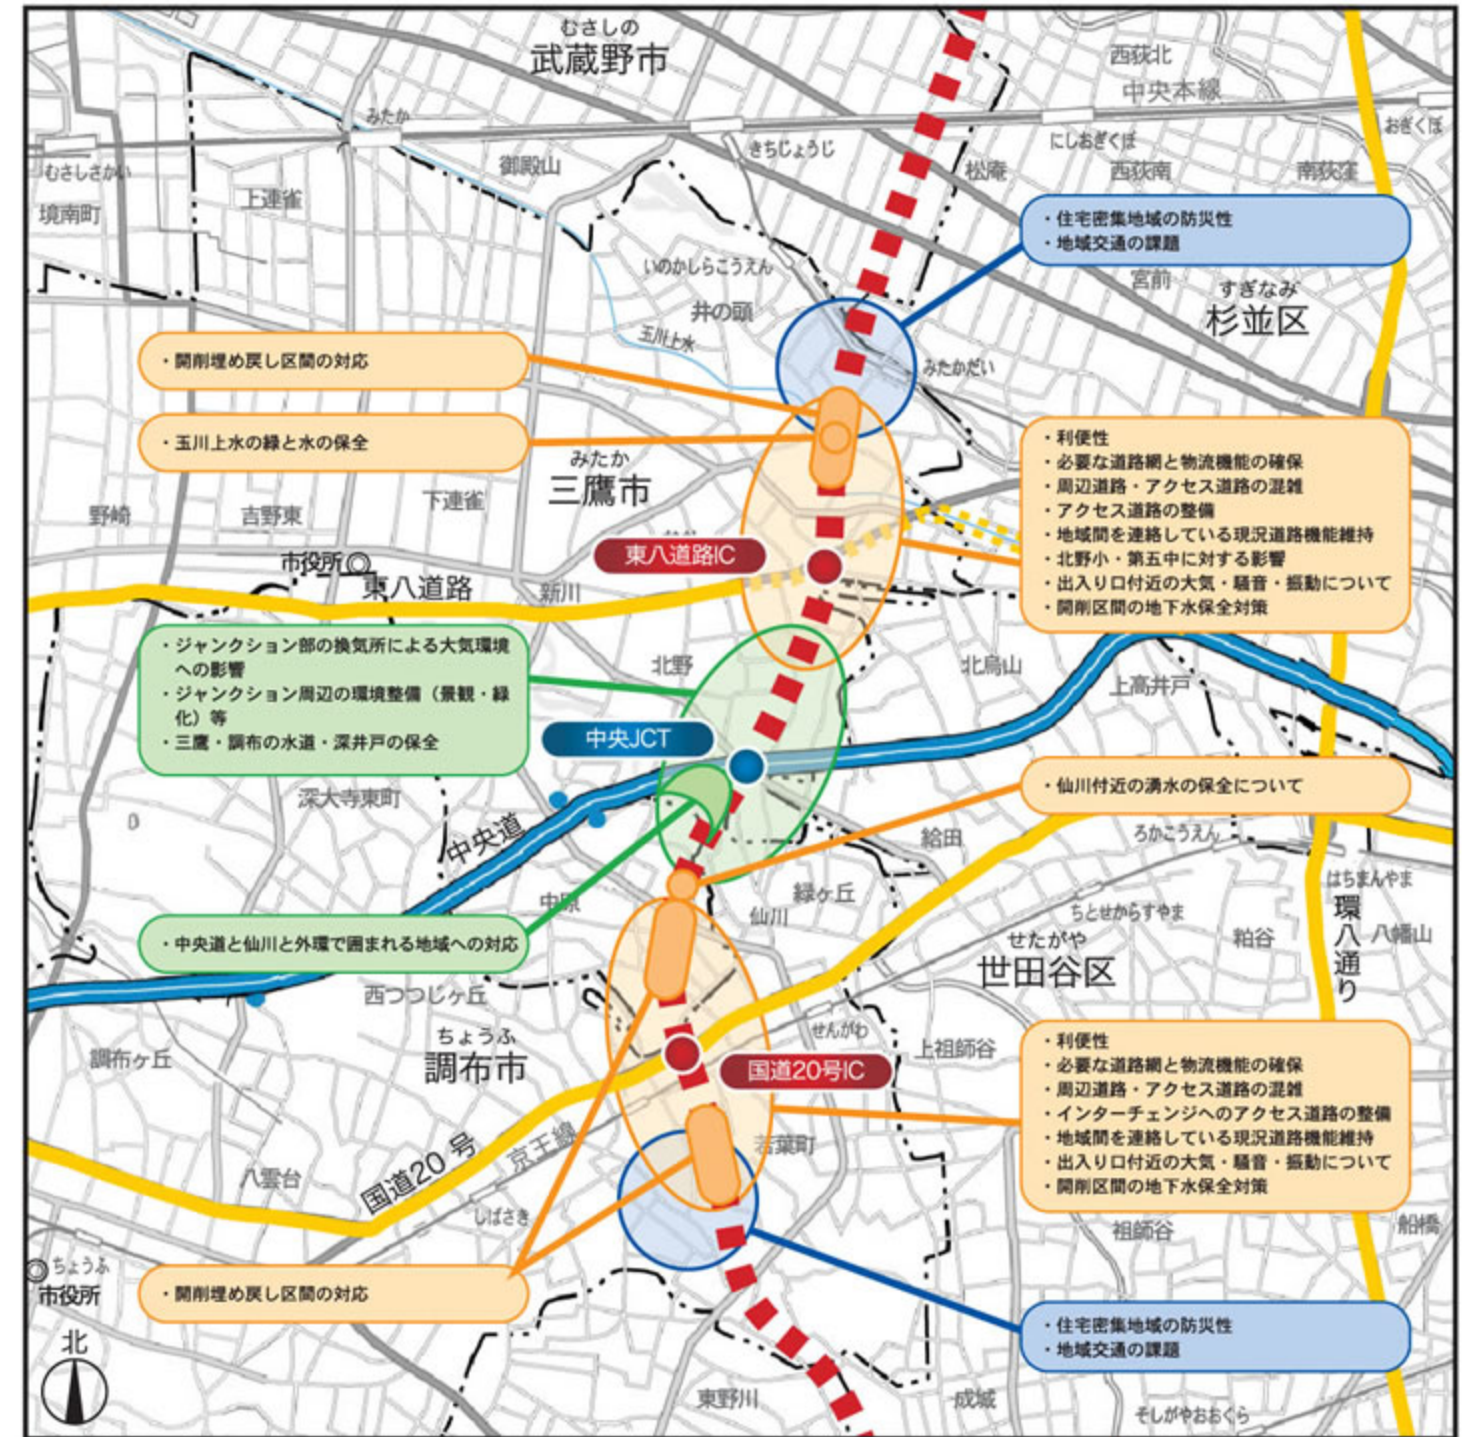 むさしの
武蔵野市
西荻北
中央本線
みたか
おぎくぼ
きちじょうじ
にしおぎくぼ
むさしさかい
御殿山
松庵
西荻南
南荻窪
境南町
上連雀
・住宅密集地域の防災性
・地域交通の課題
いのかしらこうえん
宮前
すぎなみ
杉並区
井の頭
玉川上水
・開削埋め戻し区間の対応
みたかだい
・玉川上水の緑と水の保全
・利便性
・必要な道路網と物流機能の確保
・周辺道路・アクセス道路の混雑
・アクセス道路の整備
・地域間を連絡している現況道路機能維持
・北野小・第五中に対する影響
・出入り口付近の大気・騒音・振動について
・開削区間の地下水保全対策
みたか
三鷹市
下連雀
野崎
吉野東
東八道路IC
市役所
東八道路
新川
・ジャンクション部の換気所による大気環境
への影響
・ジャンクション周辺の環境整備（景観・緑
化）等
・三鷹・調布の水道・深井戸の保全
北野
北烏山
上高井戸
中央JCT
・仙川付近の湧水の保全について
深大寺東町
中央道
給田
ろかこうえん
はちまんやま
中原
緑ヶ丘
仙川
ちとせからすやま
環八通り
粕谷
八幡山
・中央道と仙川と外環で囲まれる地域への対応
せたがや
世田谷区
西つつじヶ丘
ちょうふ
調布市
調布ヶ丘
せんがわ
上祖師谷
国道20号IC
・利便性
・必要な道路網と物流機能の確保
・周辺道路・アクセス道路の混雑
・インターチェンジへのアクセス道路の整備
・地域間を連絡している現況道路機能維持
・出入り口付近の大気・騒音・振動について
・開削区間の地下水保全対策
若葉町
京王線
国道20号
八雲台
しばさき
祖師谷
船橋
ちょうふ
市役所
・開削埋め戻し区間の対応
・住宅密集地域の防災性
・地域交通の課題
北
東野川
成城
そしがやおおくら